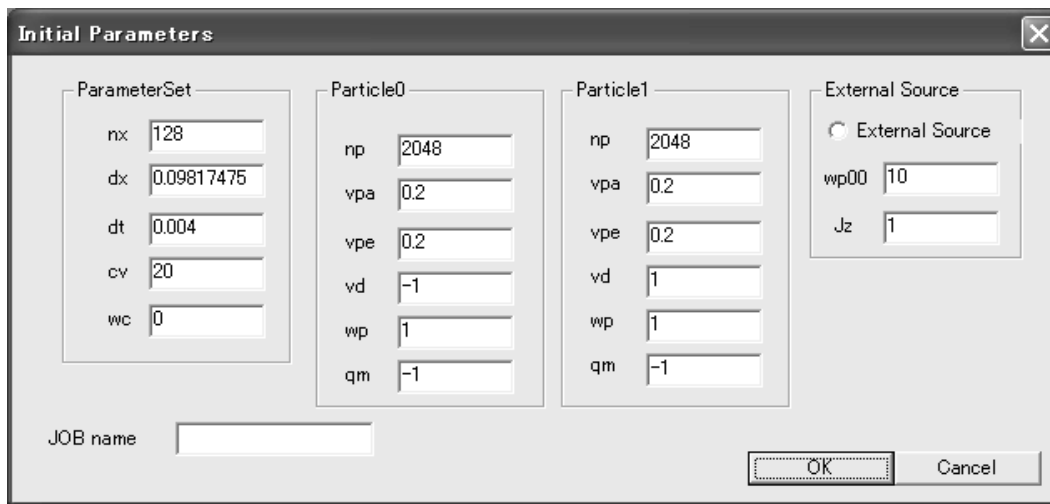 Initial Parameters
ParameterSet
nx 128
dx 0.09817475
dt 0.004
cv 20
wc 0
Particle0
np 2048
vpa 0.2
vpe 0.2
vd -1
wp 1
qm -1
Particle1
np 2048
vpa 0.2
vpe 0.2
vd 1
wp 1
qm -1
External Source
External Source
wp00 10
Jz 1
JOB name
OK
Cancel